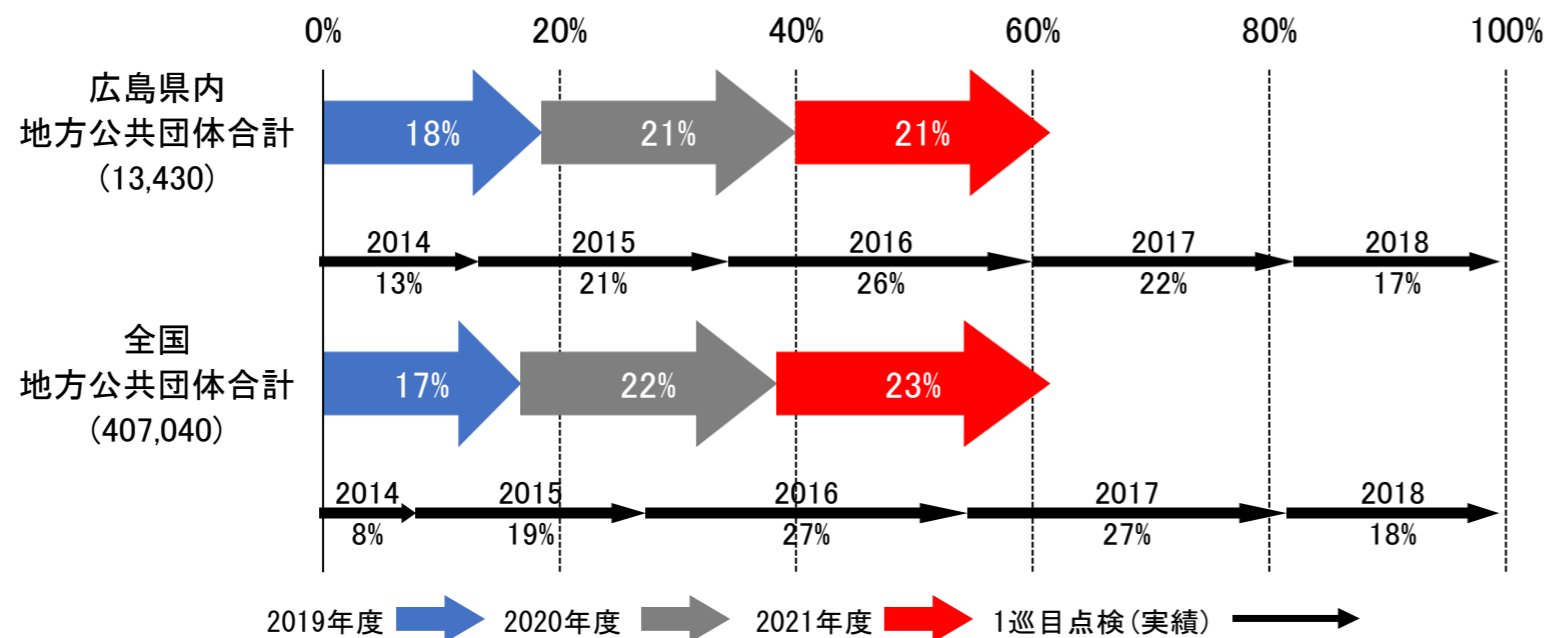 0% 20% 40% 60% 80% 100%
広島県内
地方公共団体合計
(13,430)
18% 21% 21%
2014 2015 2016 2017 2018
13% 21% 26% 22% 17%
全国
地方公共団体合計
(407,040)
17% 22% 23%
2014 2015 2016 2017 2018
8% 19% 27% 27% 18%
2019年度 2020年度 2021年度 1巡目点検(実績)